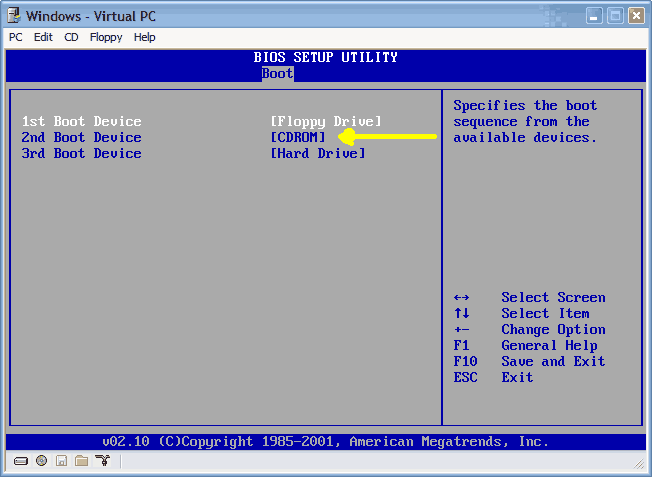 Windows - Virtual PC
PC Edit CD Floppy Help
BIOS SETUP UTILITY
Boot
1st Boot Device [Floppy Drive]
2nd Boot Device [CDROM]
3rd Boot Device [Hard Drive]
Specifies the boot
sequence from the
available devices.
↔ Select Screen
↑↓ Select Item
+- Change Option
F1 General Help
F10 Save and Exit
ESC Exit
v02.10 (C)Copyright 1985-2001, American Megatrends, Inc.